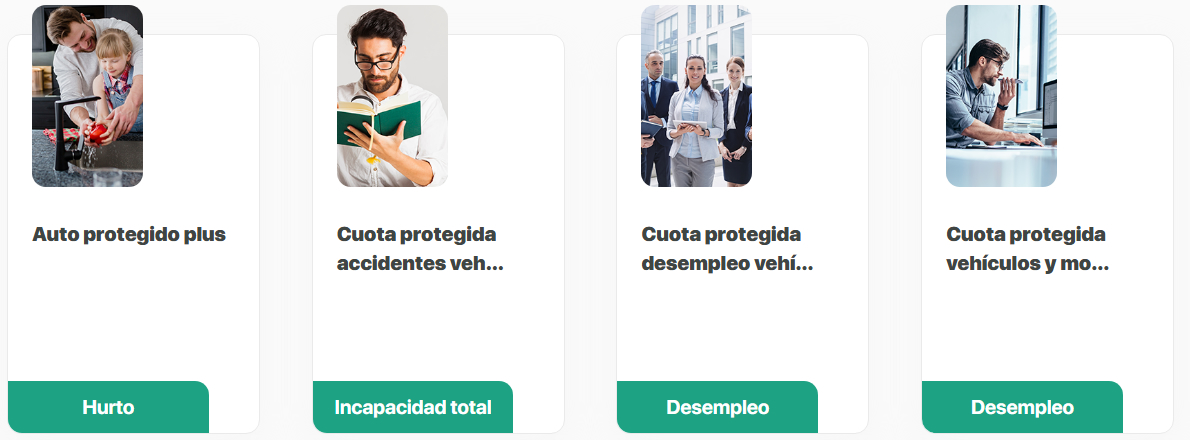 Auto protegido plus
Hurto
Cuota protegida
accidentes veh...
Incapacidad total
Cuota protegida
desempleo vehí...
Desempleo
Cuota protegida
vehículos y mo...
Desempleo